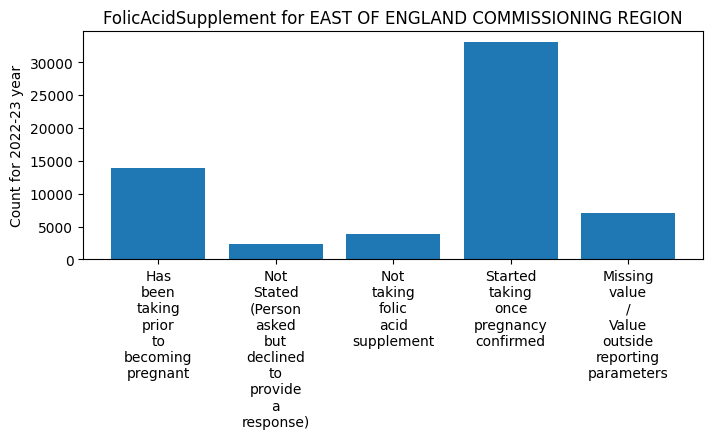 FolicAcidSupplement for EAST OF ENGLAND COMMISSIONING REGION
Count for 2022-23 year
30000
25000
20000
15000
10000
5000
0
Has
been
taking
prior
to
becoming
pregnant
Not
Stated
(Person
asked
but
declined
to
provide
a
response)
Not
taking
folic
acid
supplement
Started
taking
once
pregnancy
confirmed
Missing
value
/
Value
outside
reporting
parameters